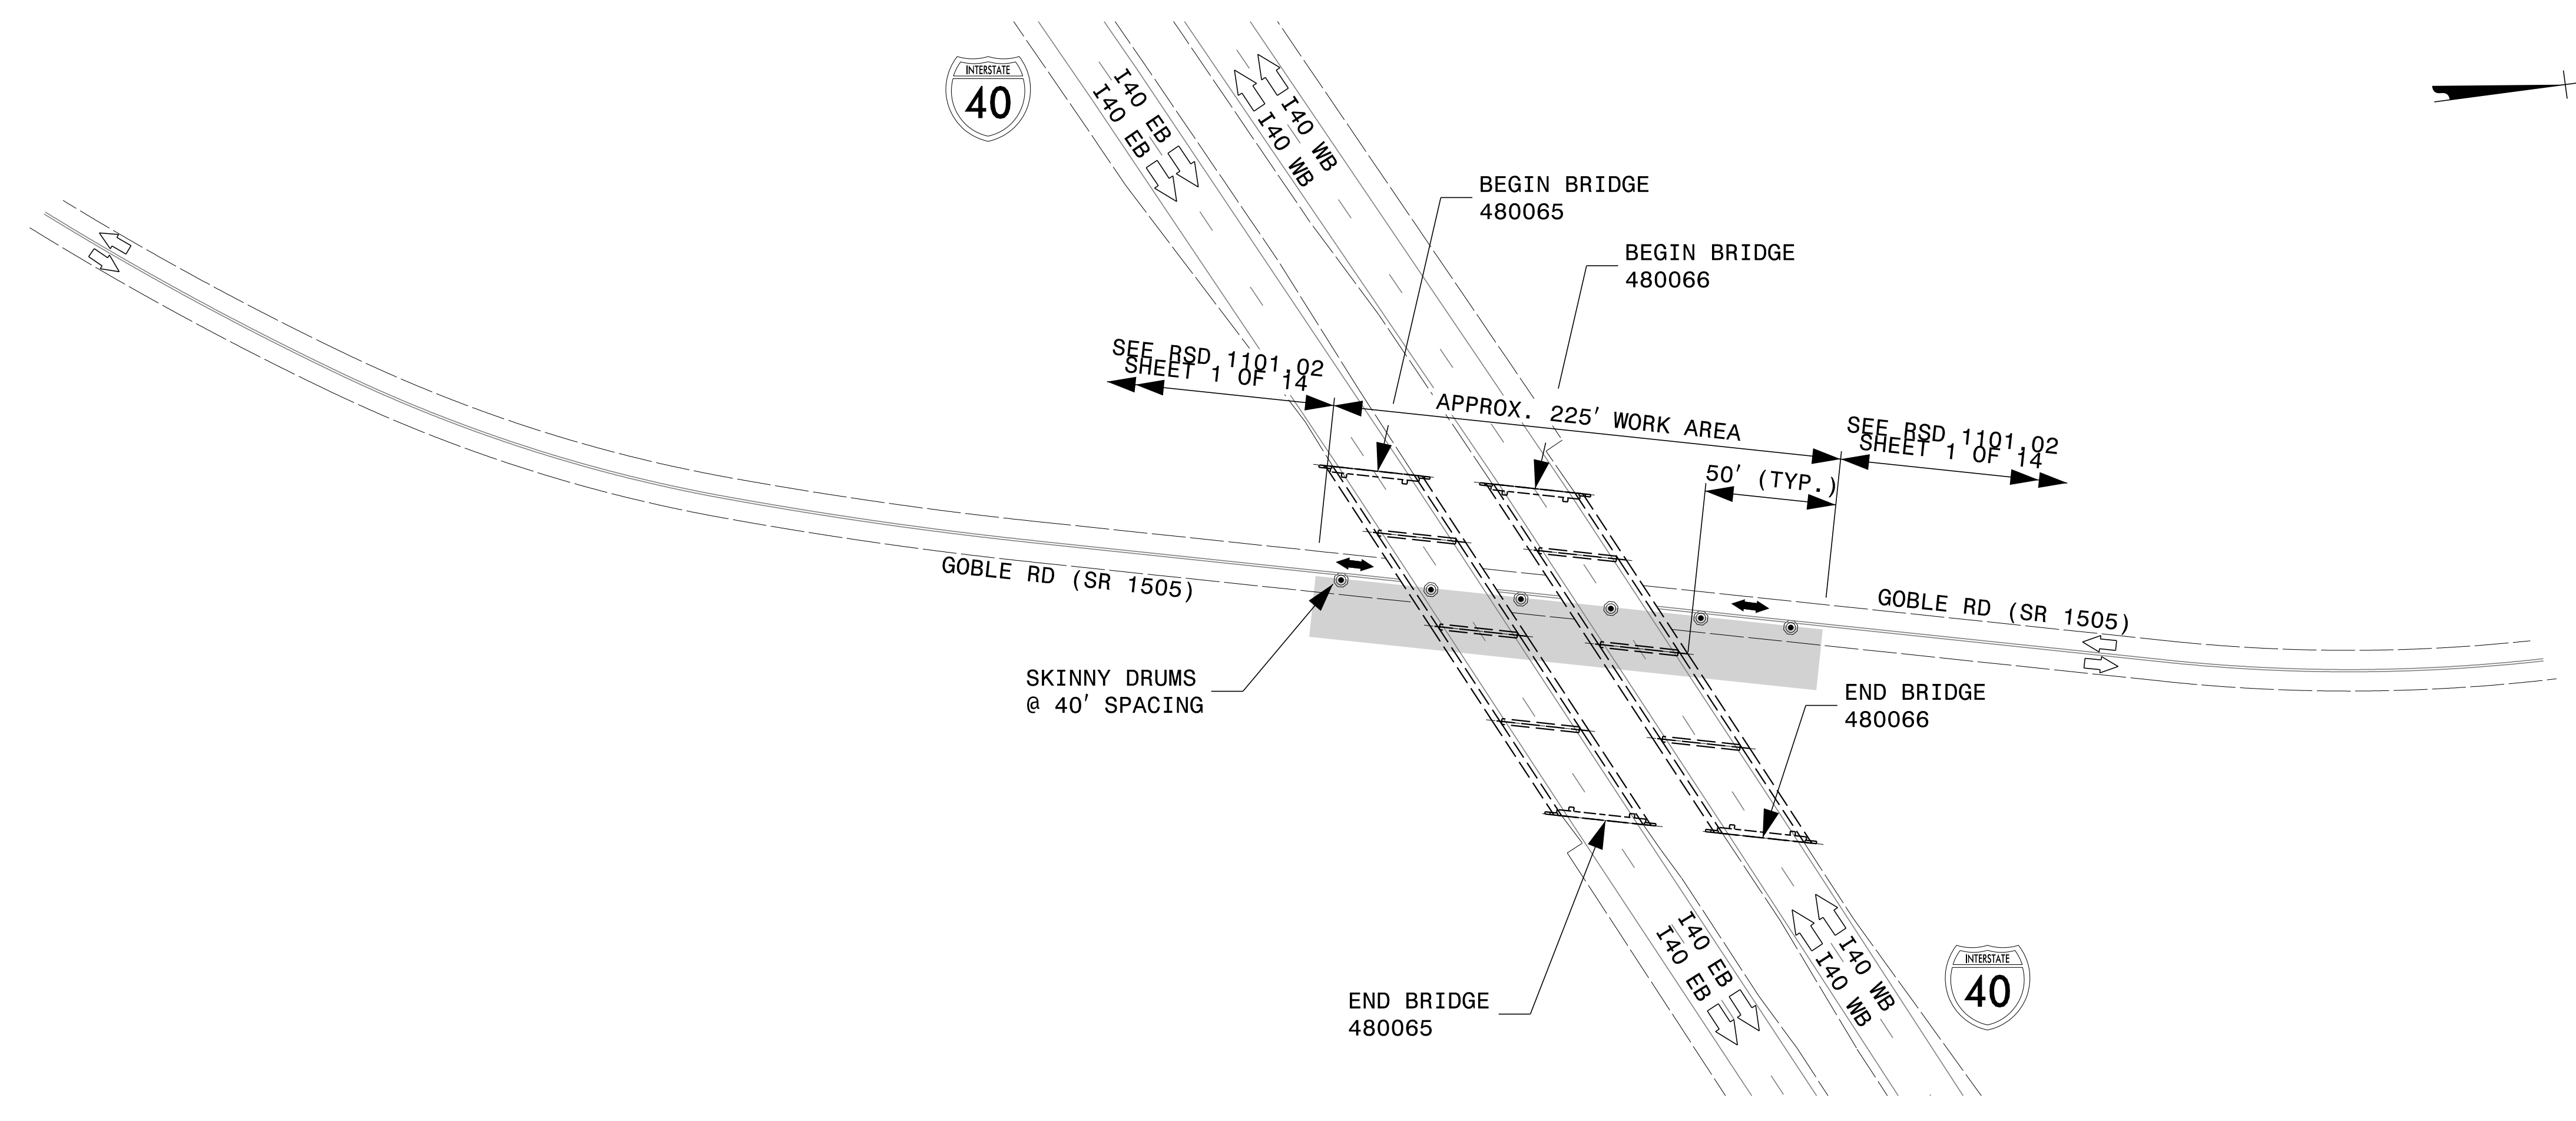 INTERSTATE
40
I40 EB
I40 EB
I40 WB
I40 WB
BEGIN BRIDGE
480065
BEGIN BRIDGE
480066
SEE RSD 1101.02
SHEET 1 OF 14
APPROX. 225' WORK AREA
SEE RSD 1101.02
SHEET 1 OF 14
50' (TYP.)
GOBLE RD (SR 1505)
GOBLE RD (SR 1505)
SKINNY DRUMS
@ 40' SPACING
END BRIDGE
480066
END BRIDGE
480065
I40 EB
I40 EB
I40 WB
I40 WB
INTERSTATE
40